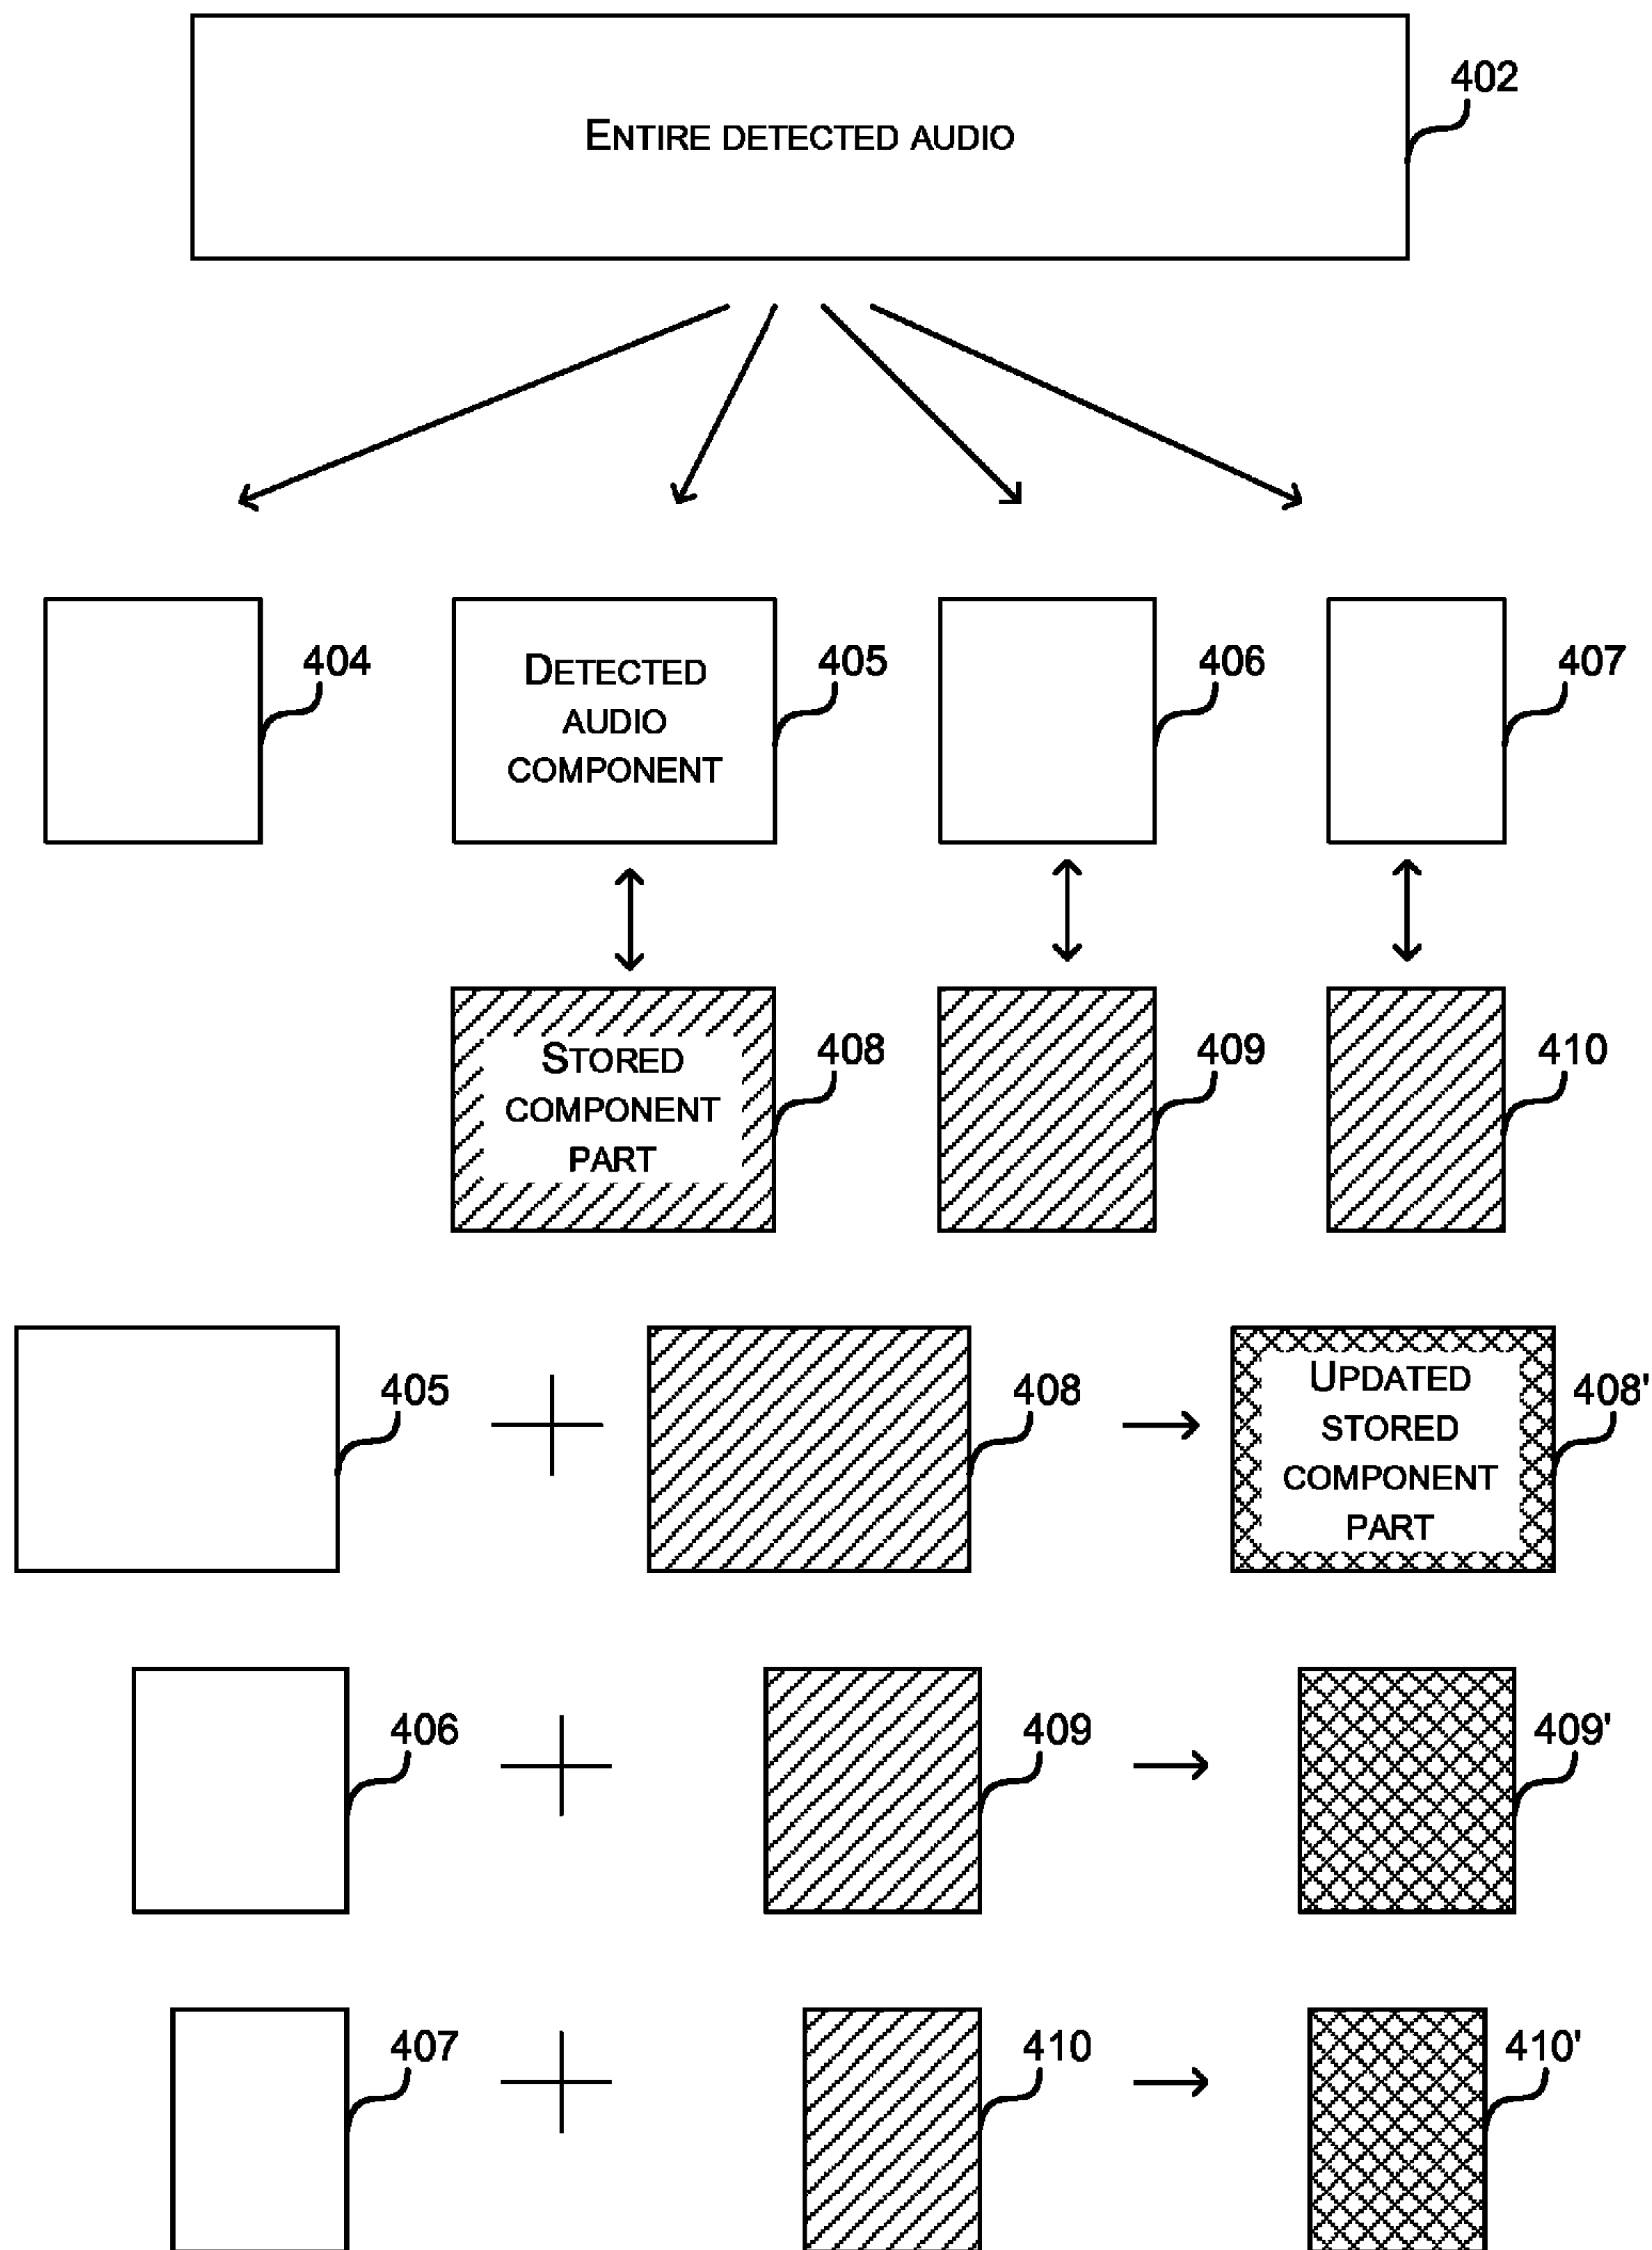 402
ENTIRE DETECTED AUDIO
404
DETECTED
AUDIO
COMPONENT
405
406
407
STORED
COMPONENT
PART
408
409
410
405
408
UPDATED
STORED
COMPONENT
PART
408'
406
409
409'
407
410
410'